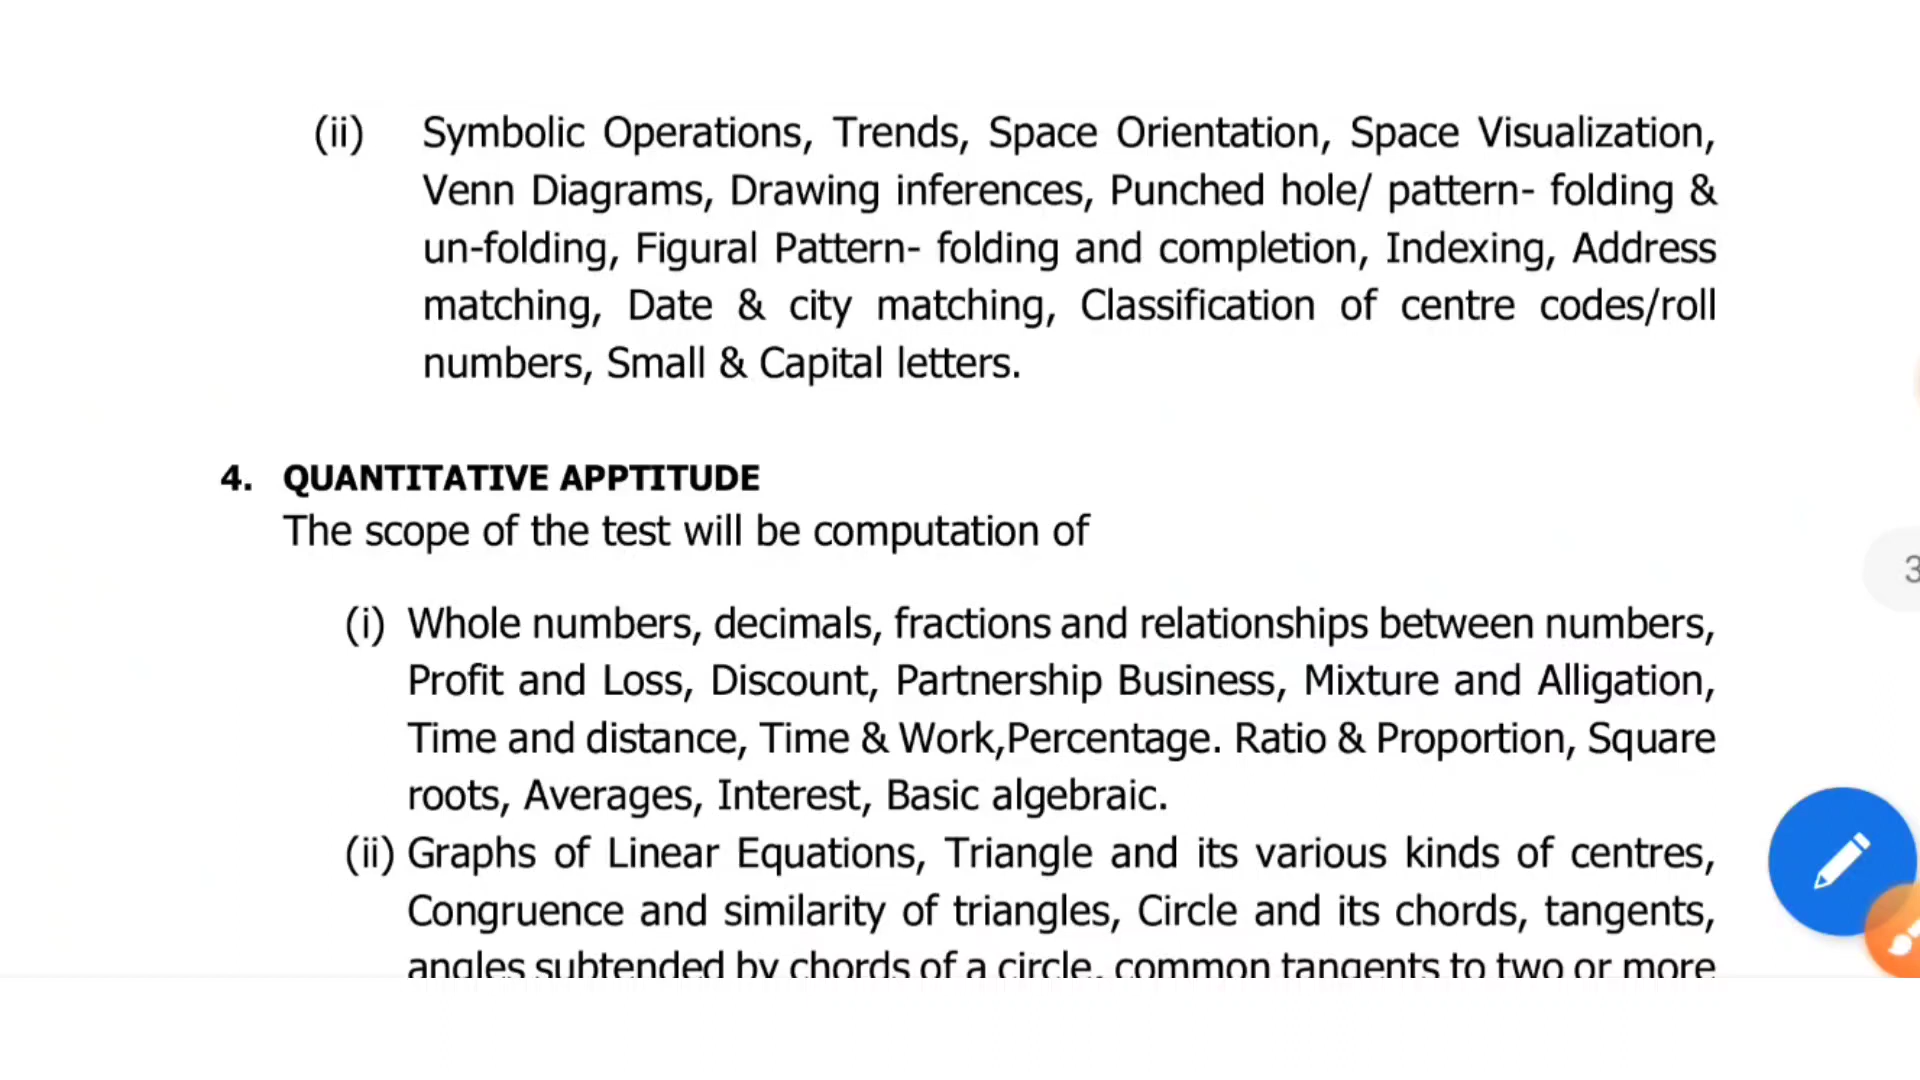 (ii) Symbolic Operations, Trends, Space Orientation, Space Visualization,
Venn Diagrams, Drawing inferences, Punched hole/ pattern- folding &
un-folding, Figural Pattern- folding and completion, Indexing, Address
matching, Date & city matching, Classification of centre codes/roll
numbers, Small & Capital letters.
4. QUANTITATIVE APPTITUDE
The scope of the test will be computation of
(i) Whole numbers, decimals, fractions and relationships between numbers,
Profit and Loss, Discount, Partnership Business, Mixture and Alligation,
Time and distance, Time & Work,Percentage. Ratio & Proportion, Square
roots, Averages, Interest, Basic algebraic.
(ii) Graphs of Linear Equations, Triangle and its various kinds of centres,
Congruence and similarity of triangles, Circle and its chords, tangents,
angles subtended by chords of a circle, common tangents to two or more
3